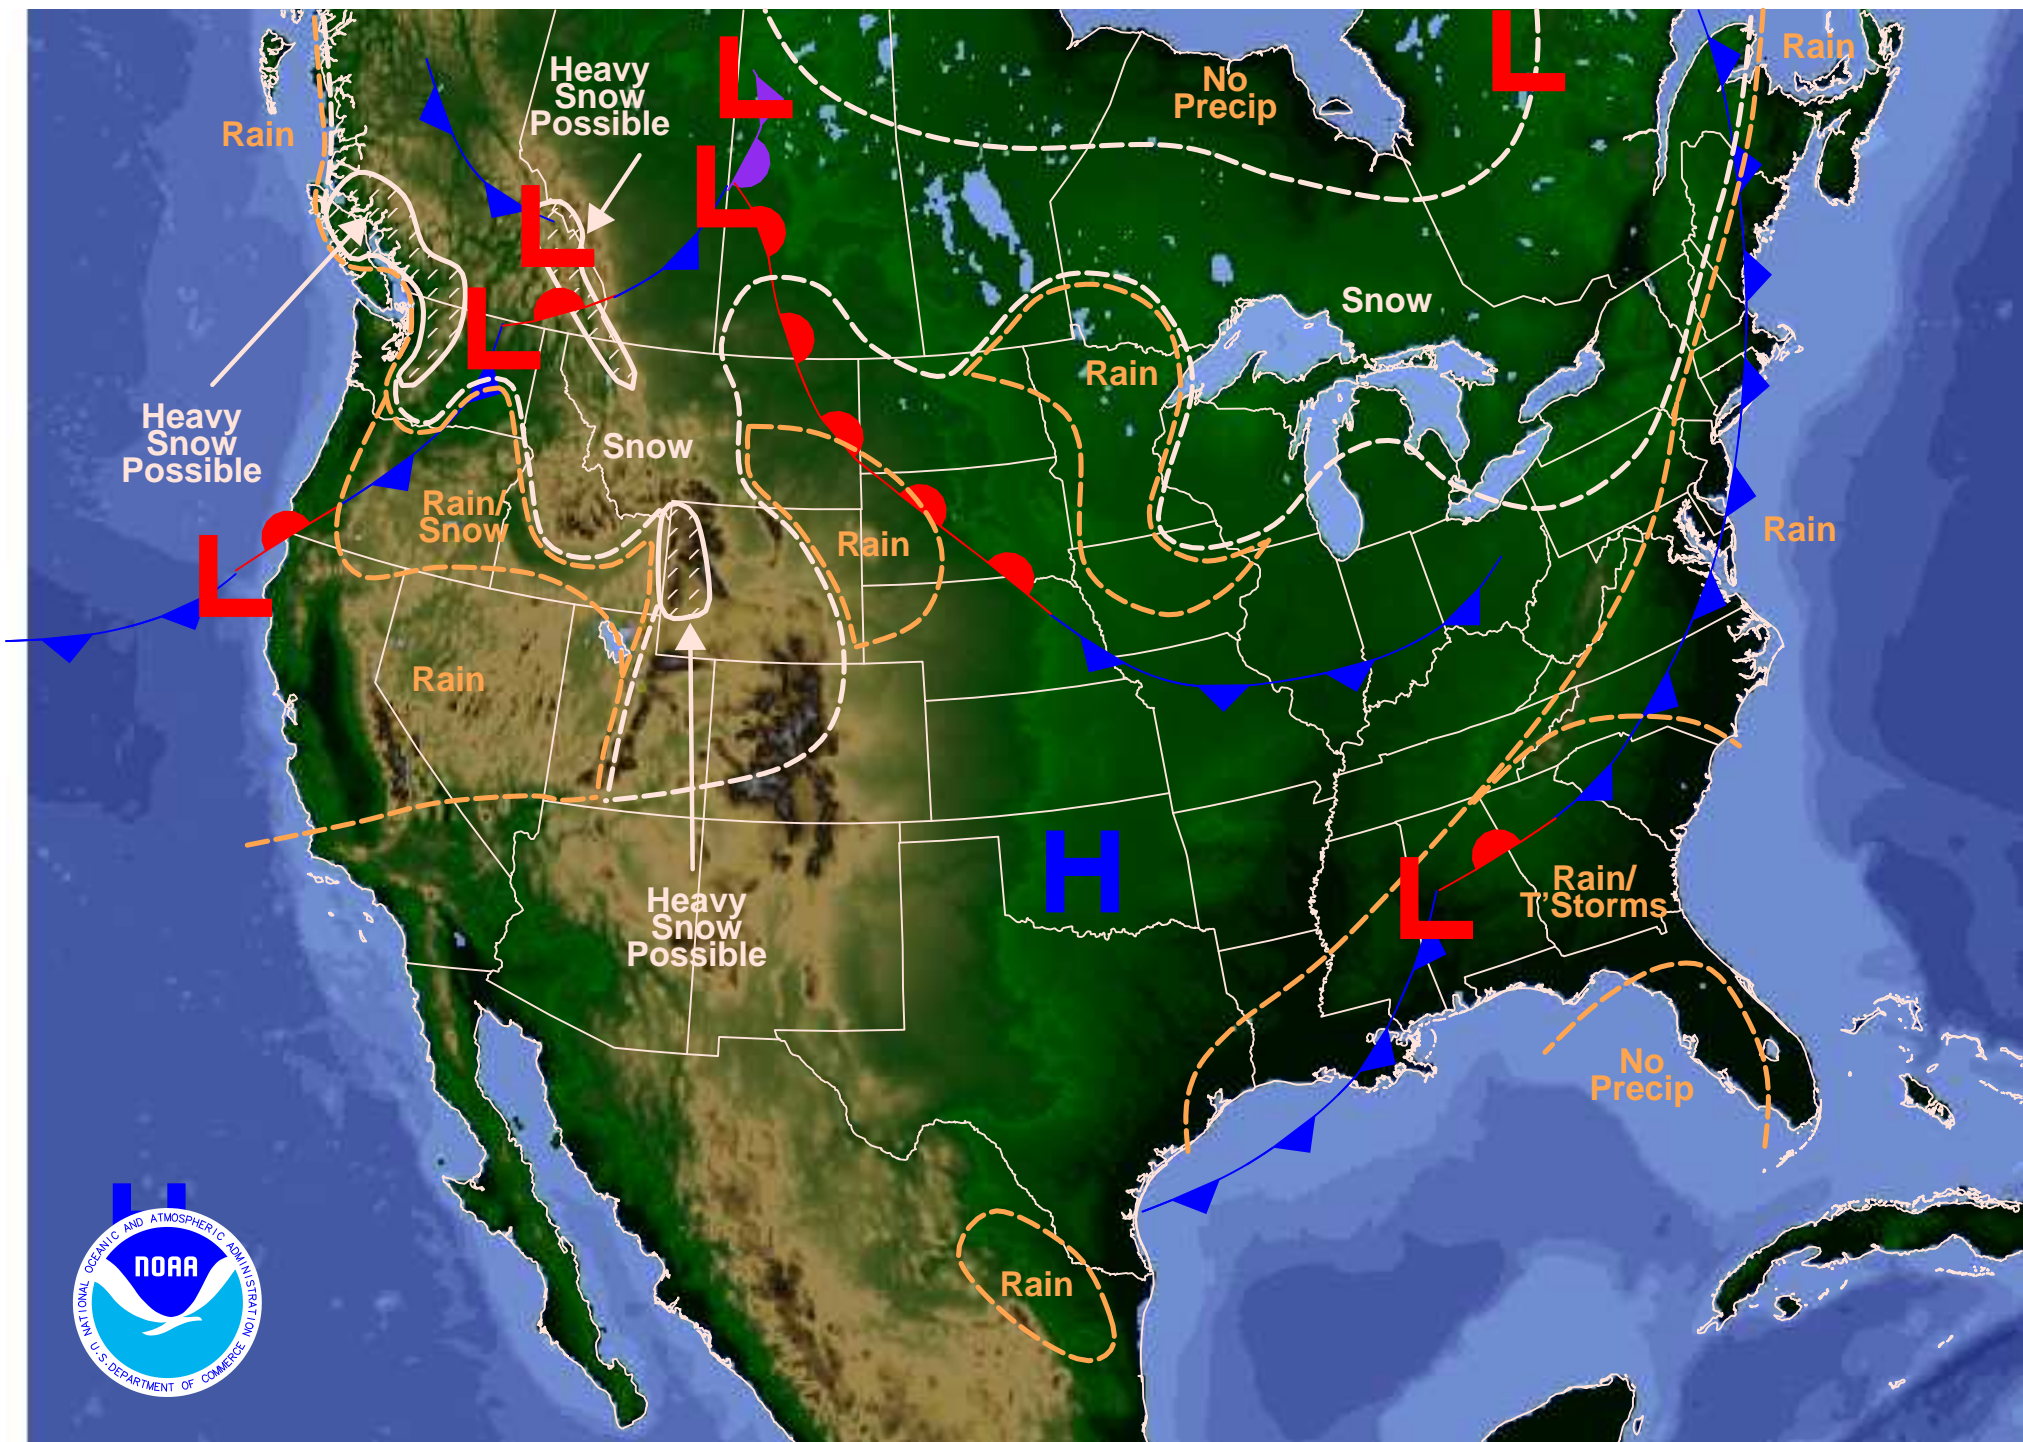 Heavy
Snow
Possible
L
No
Precip
L
Rain
Rain
L
L
L
Snow
Rain
Heavy
Snow
Possible
Snow
Rain/
Snow
Rain
Rain
L
Rain
H
L
Rain/
T'Storms
Heavy
Snow
Possible
No
Precip
H
Rain
NATIONAL OCEANIC AND ATMOSPHERIC ADMINISTRATION
NOAA
U.S. DEPARTMENT OF COMMERCE